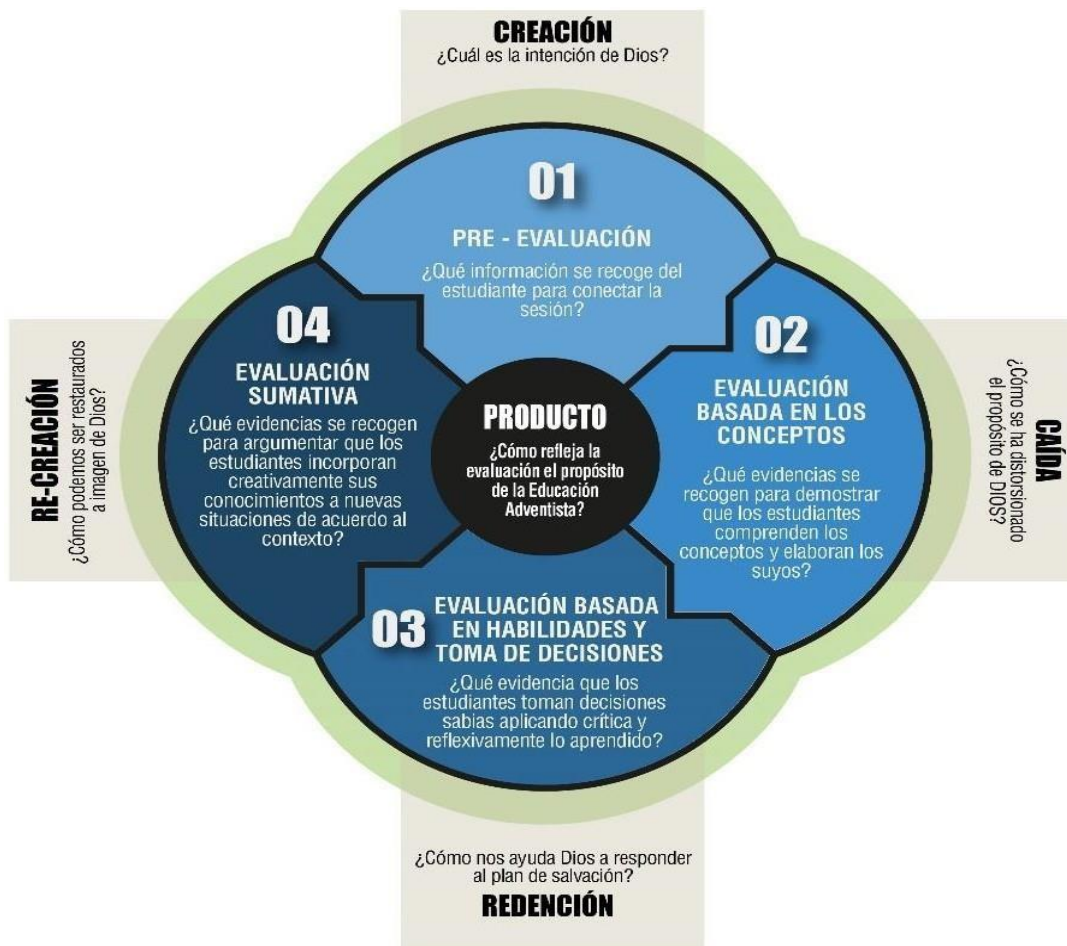 CREACIÓN
¿Cuál es la intención de Dios?
01
PRE - EVALUACIÓN
¿Qué información se recoge del
estudiante para conectar la
sesión?
02
EVALUACIÓN
BASADA EN LOS
CONCEPTOS
¿Qué evidencias se
recogen para demostrar
que los estudiantes
comprenden los
conceptos y elaboran los
suyos?
CAÍDA
¿Cómo se ha distorsionado
el propósito de DIOS?
PRODUCTO
¿Cómo refleja la
evaluación el propósito
de la Educación
Adventista?
03
EVALUACIÓN BASADA
EN HABILIDADES Y
TOMA DE DECISIONES
¿Qué evidencia que los
estudiantes toman decisiones
sabias aplicando crítica y
reflexivamente lo aprendido?
¿Cómo nos ayuda Dios a responder
al plan de salvación?
REDENCIÓN
04
EVALUACIÓN
SUMATIVA
¿Qué evidencias se recogen
para argumentar que los
estudiantes incorporan
creativamente sus
conocimientos a nuevas
situaciones de acuerdo al
contexto?
RE-CREACIÓN
¿Cómo podemos ser restaurados
a imagen de Dios?